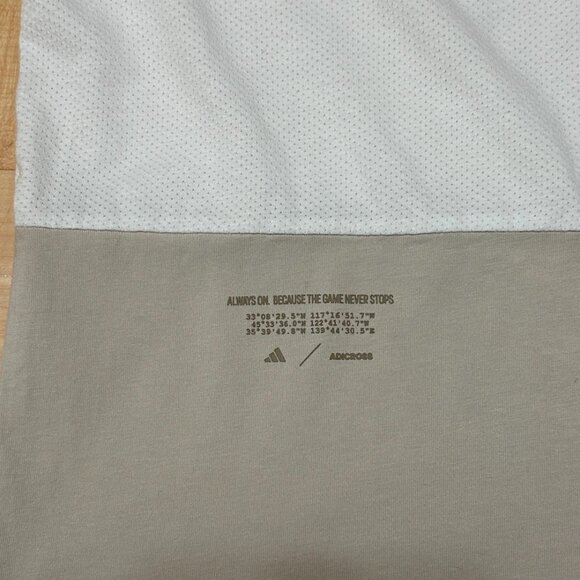 ALWAYS ON. BECAUSE THE GAME NEVER STOPS
33°08'29.5"N 117°16'51.7"W
45°33'36.0"N 122°41'40.7"W
35°39'49.8"N 139°44'30.5"E
ADICROSS